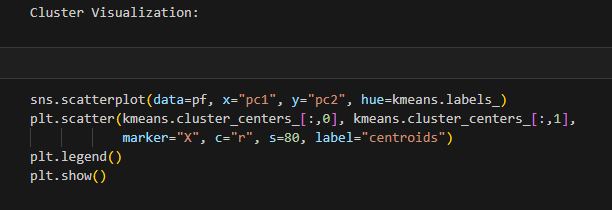 Cluster Visualization:
sns.scatterplot(data=pf, x="pc1", y="pc2", hue=kmeans.labels_)
plt.scatter(kmeans.cluster_centers_[:,0], kmeans.cluster_centers_[:,1],
            marker="X", c="r", s=80, label="centroids")
plt.legend()
plt.show()